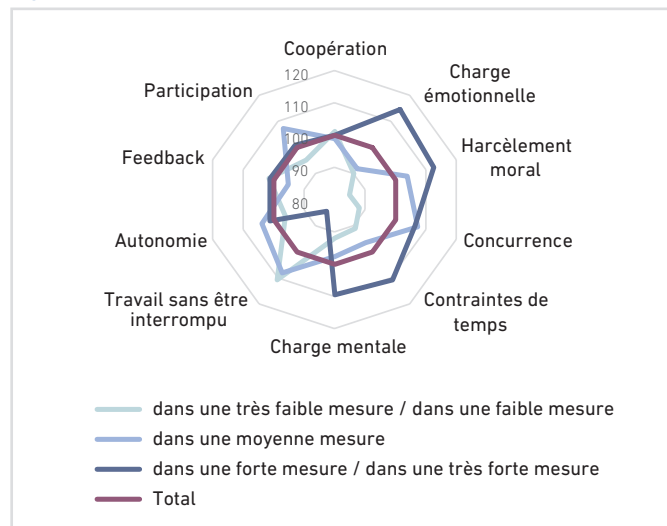 Coopération
Charge
émotionnelle
Harcèlement
moral
Concurrence
Contraintes de
temps
Charge mentale
Travail sans être
interrompu
Autonomie
Feedback
Participation
120
110
100
90
80
dans une très faible mesure / dans une faible mesure
dans une moyenne mesure
dans une forte mesure / dans une très forte mesure
Total